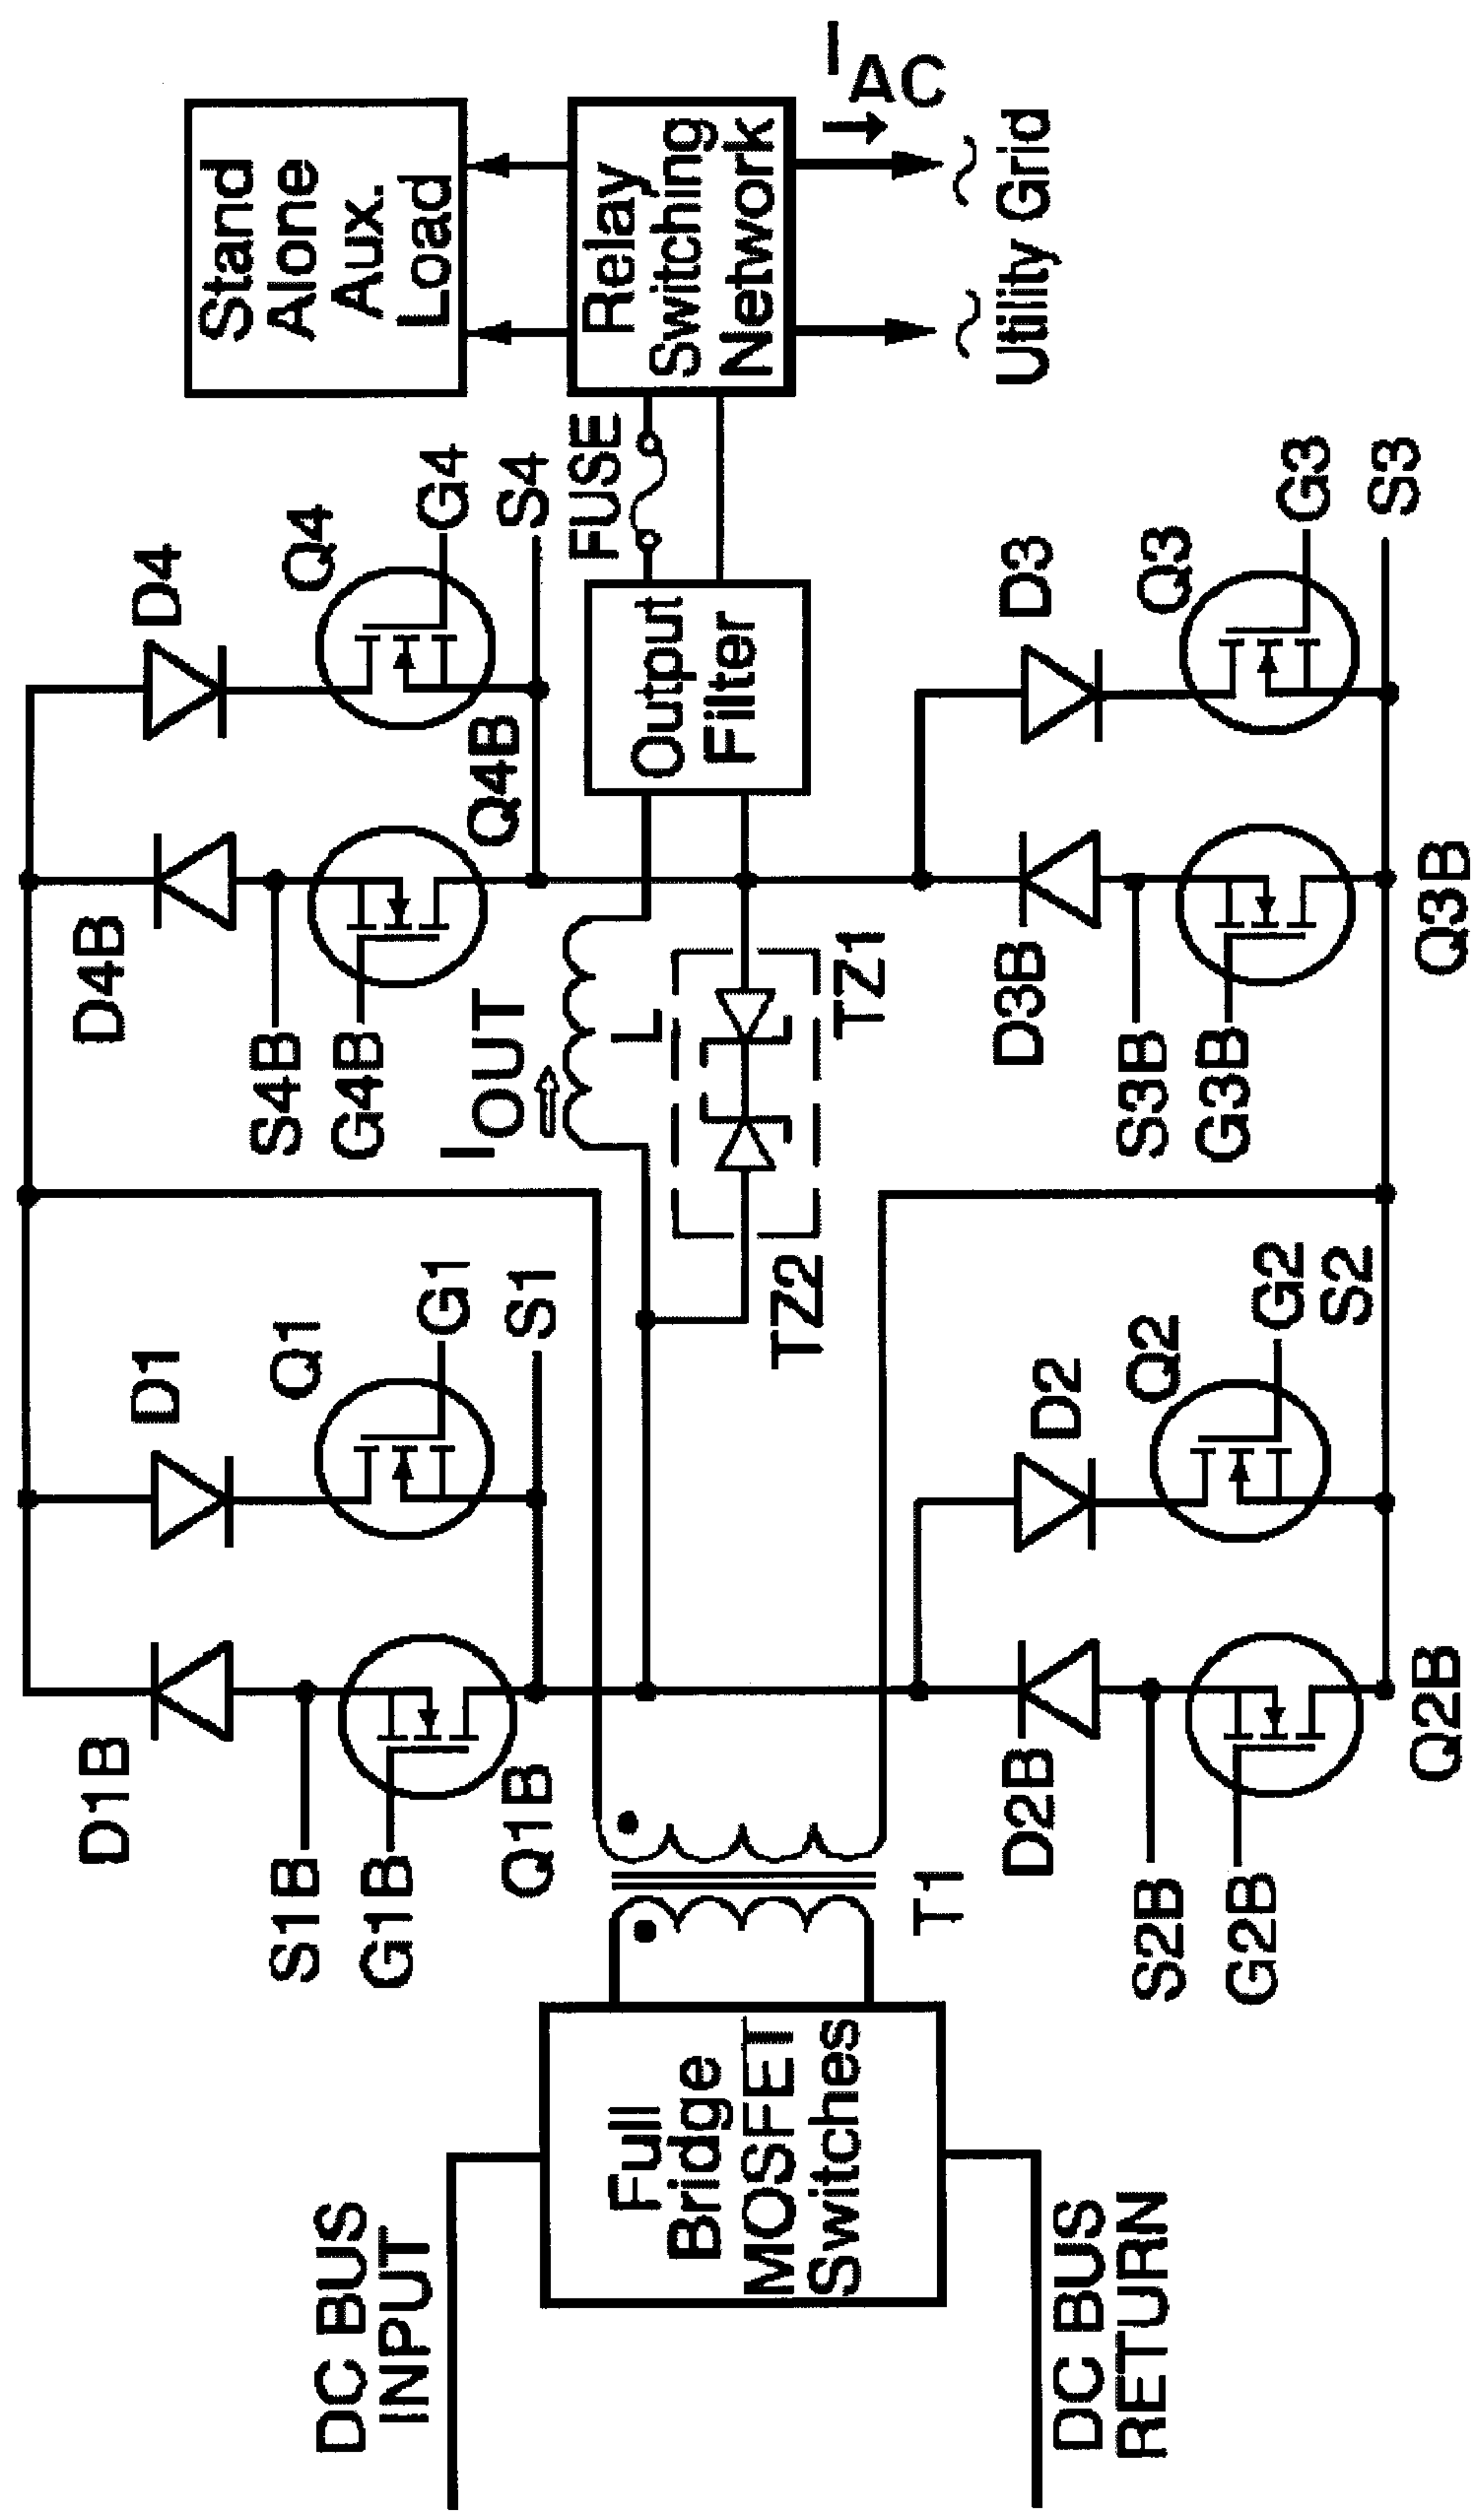 DC BUS
INPUT
DC BUS
RETURN
Full
Bridge
MOSFET
Switches
T1
D1B
S1B
G1B
Q1B
D1
Q1
G1
S1
D2B
S2B
G2B
Q2B
D2
Q2
G2
S2
TZ2
TZ1
I OUT
L
D4B
S4B
G4B
Q4B
D4
Q4
G4
S4
D3B
S3B
G3B
Q3B
D3
Q3
G3
S3
Output
Filter
FUSE
Stand
Alone
Aux.
Load
Relay
Switching
Network
I AC
~ ~
Utility Grid